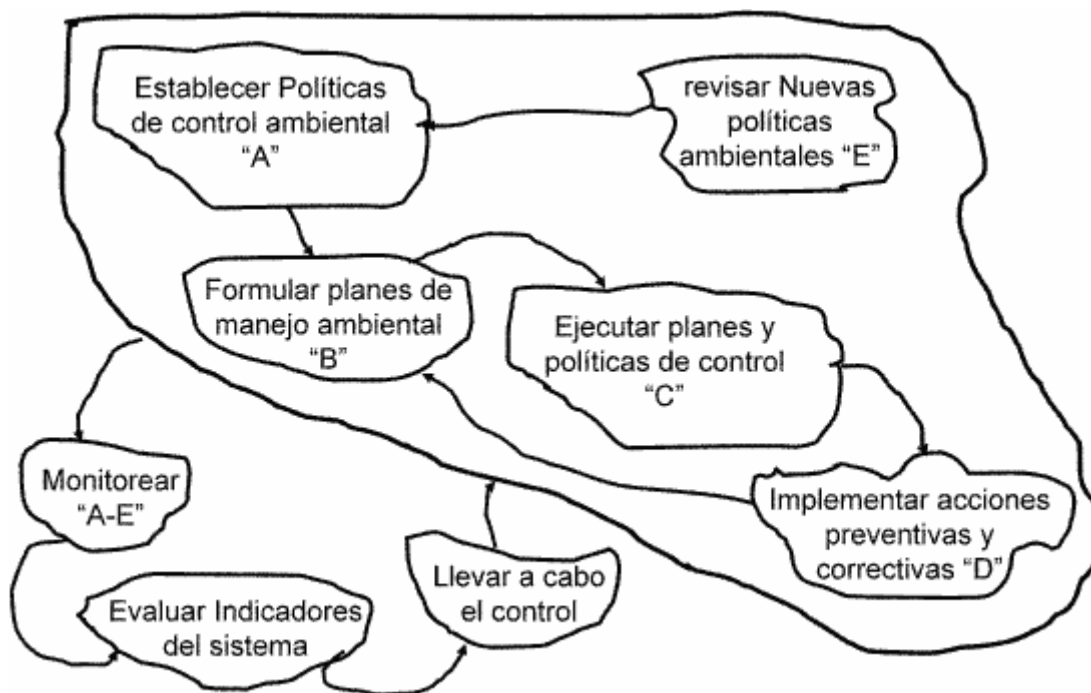 Establecer Políticas
de control ambiental
“A”
revisar Nuevas
políticas
ambientales “E”
Formular planes de
manejo ambiental
“B”
Ejecutar planes y
políticas de control
“C”
Implementar acciones
preventivas y
correctivas “D”
Monitorear
“A-E”
Evaluar Indicadores
del sistema
Llevar a cabo
el control